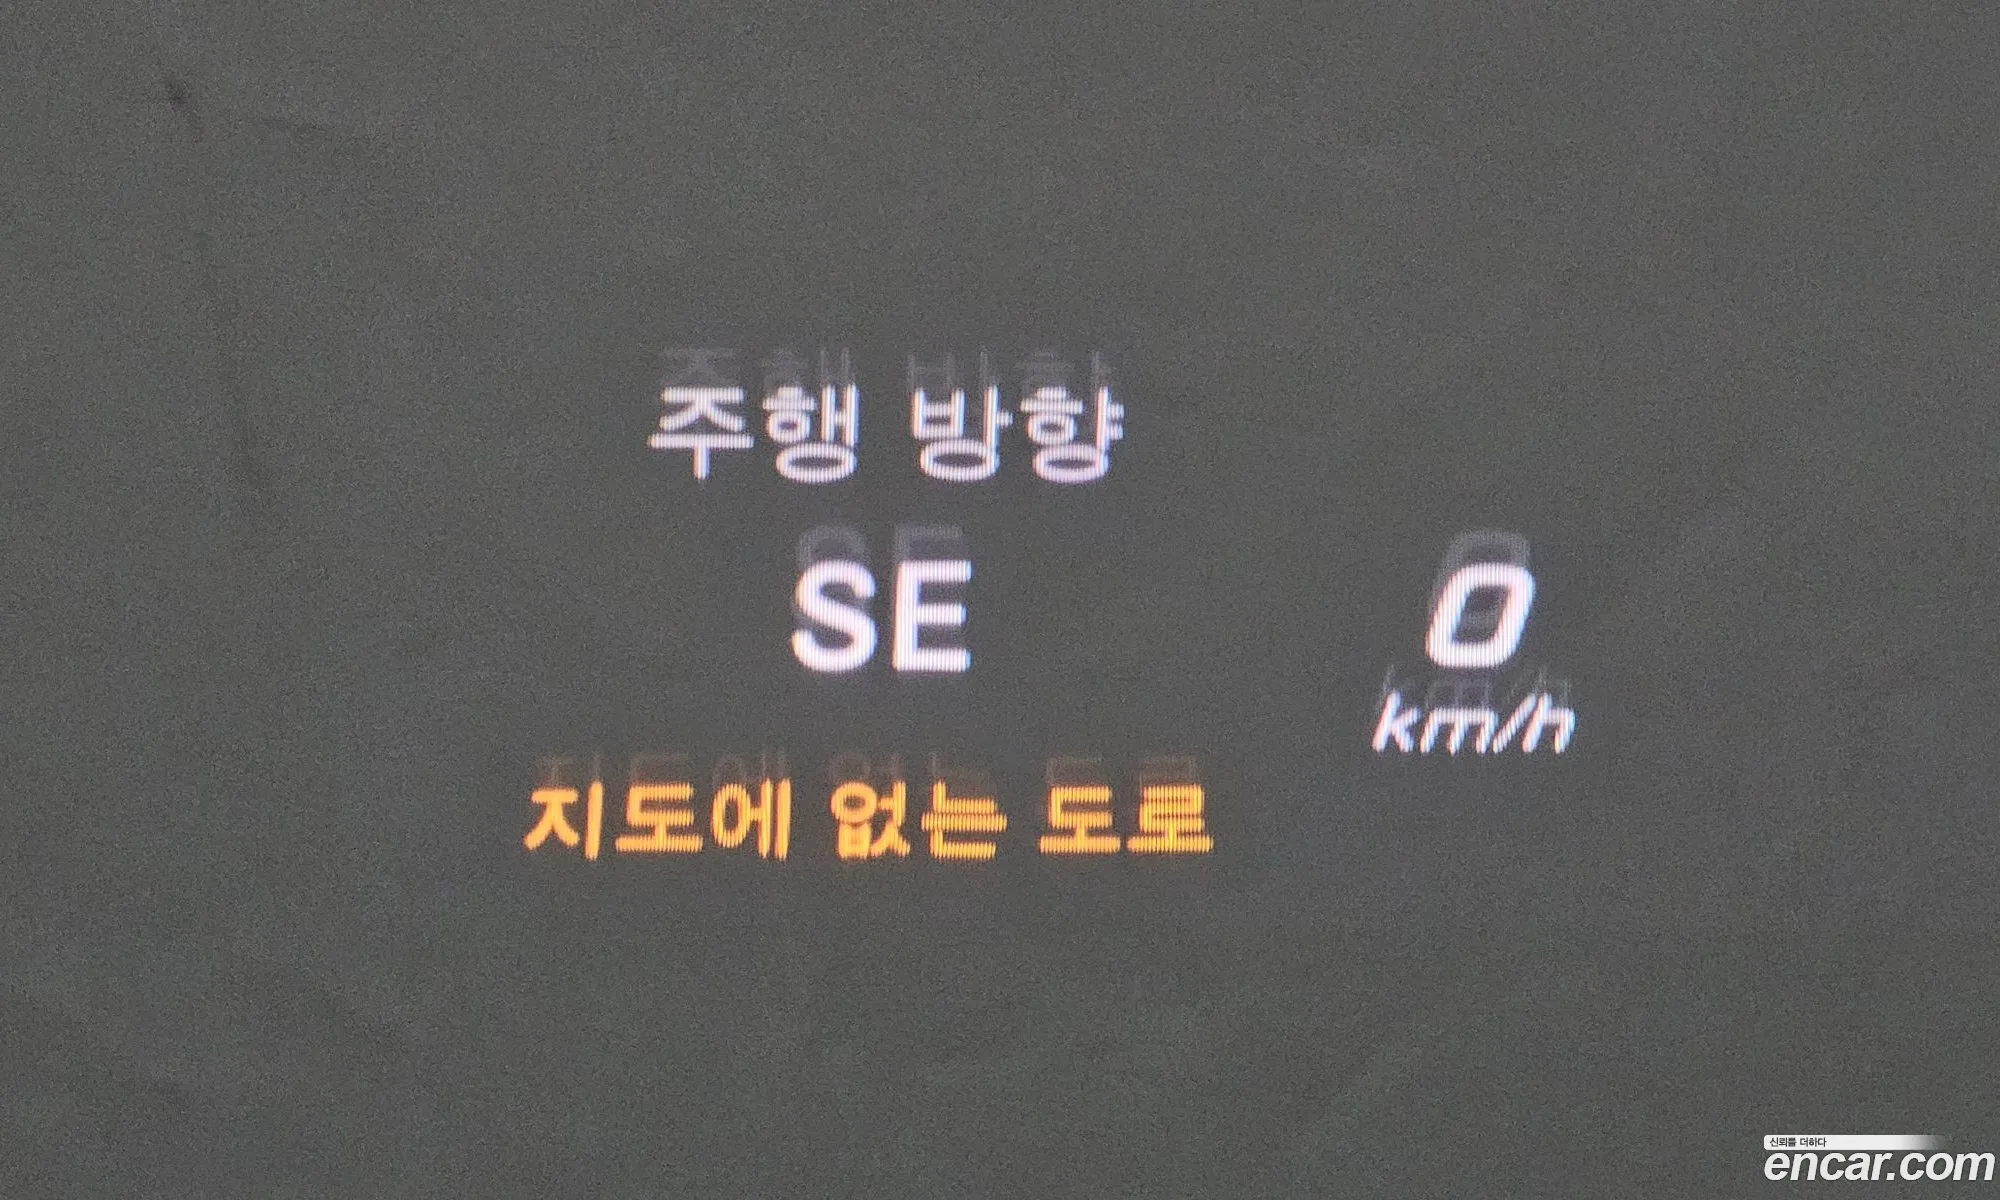 주행 방향
SE
0
km/h
지도에 없는 도로
신뢰를 더하다
encar.com